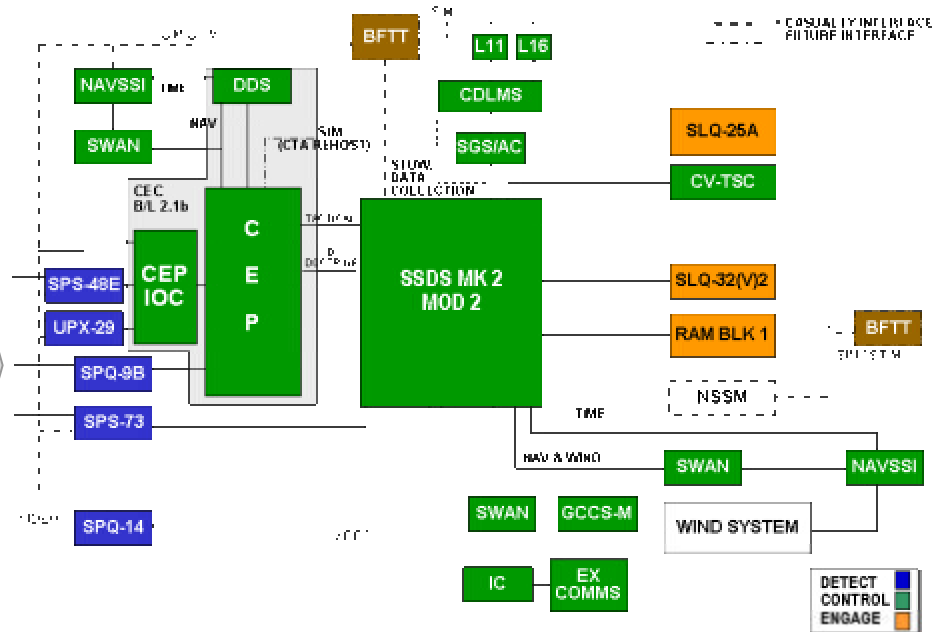 BFTT
CASUALTY INTERFACE
FUTURE INTERFACE
L11
L16
NAVSSI
TIME
DDS
CDLMS
NAV
SLQ-25A
SWAN
SIM
(CTA REHOST)
SGS/AC
CEC
B/L 2.1b
DATA
COLLECTION
CV-TSC
C
E
P
CEP
IOC
SSDS MK 2
MOD 2
SPS-48E
SLQ-32(V)2
UPX-29
RAM BLK 1
BFTT
SPQ-9B
NSSM
SPS-73
TIME
NAV & WIND
SWAN
NAVSSI
SPQ-14
SWAN
GCCS-M
WIND SYSTEM
IC
EX
COMMS
DETECT
CONTROL
ENGAGE